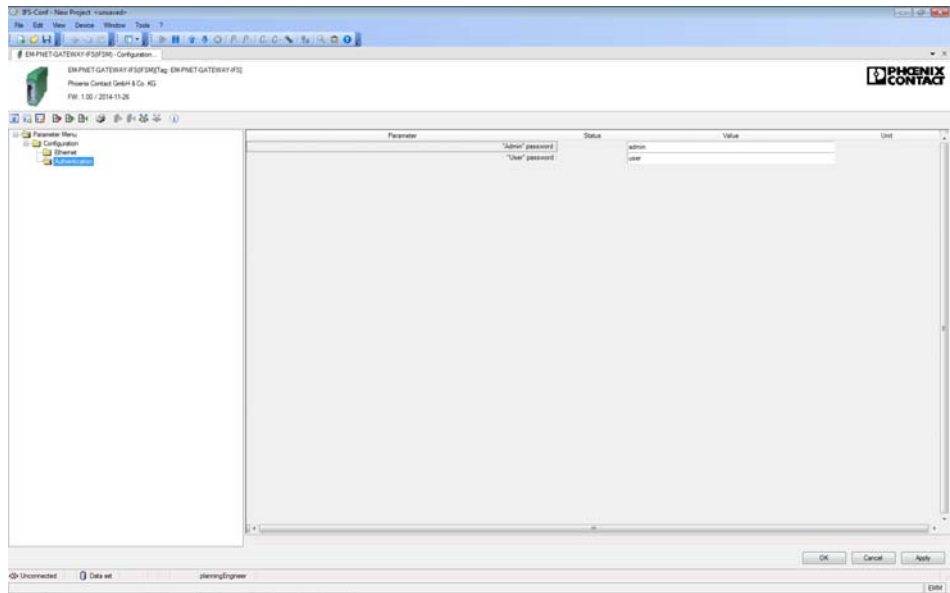 IFS-Conf - New Project <unsaved>
File Edit View Device Window Tools ?
EM-PNET-GATEWAY-IFS(IFSM) - Configuration...
EM-PNET-GATEWAY-IFS(IFSM)[Tag: EM-PNET-GATEWAY-IFS]
Phoenix Contact GmbH & Co. KG
FW: 1.00 / 2014-11-26
PHŒNIX
CONTACT
Parameter Menu
Configuration
Ethernet
Authentication
Parameter Status Value Unit
"Admin" password admin
"User" password user
OK Cancel Apply
Unconnected Data set planningEngineer
EMM